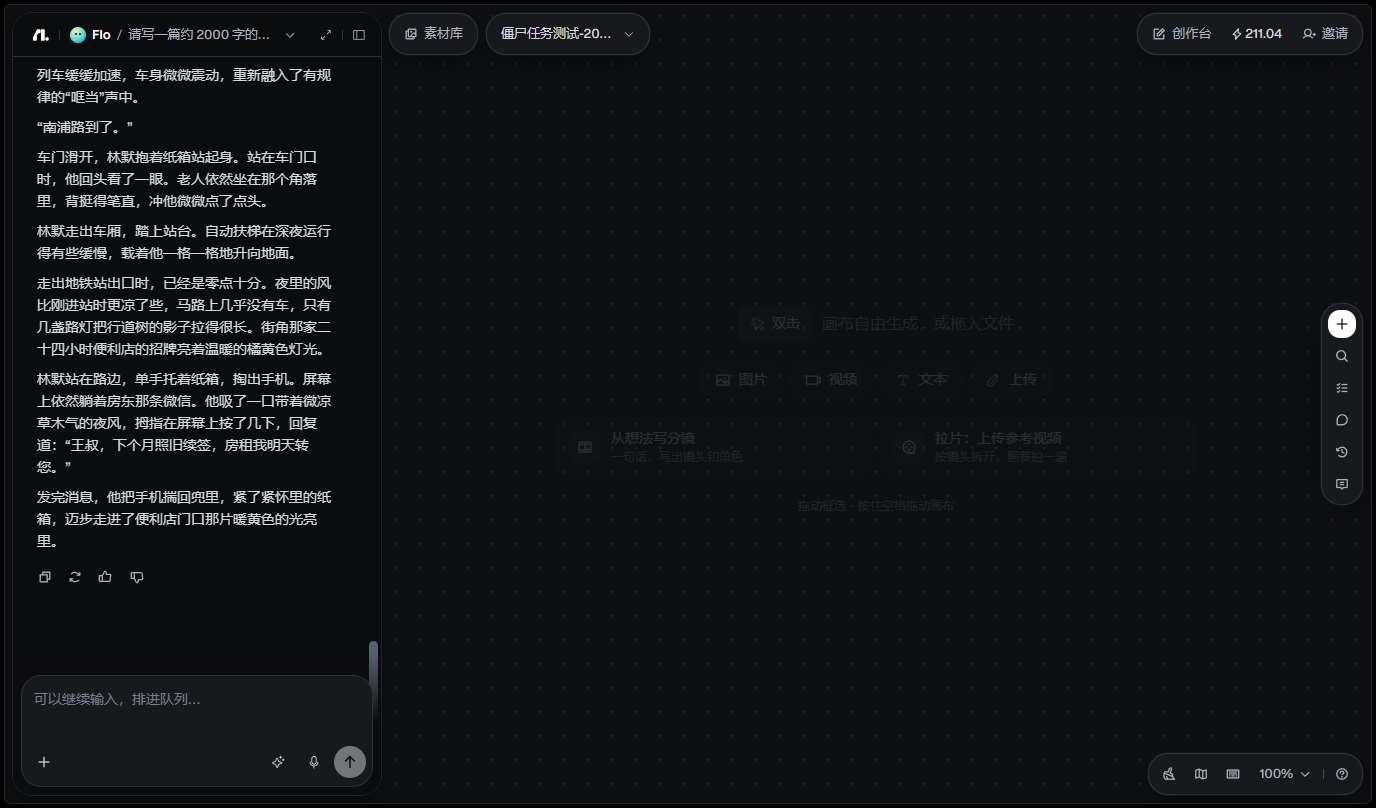 Flo / 请写一篇约 2000 字的...
素材库
僵尸任务测试-20...
创作台
211.04
邀请
列车缓缓加速，车身微微震动，重新融入了有规
律的“哐当”声中。
“南浦路到了。”
车门滑开，林默抱着纸箱站起身。站在车门口
时，他回头看了一眼。老人依然坐在那个角落
里，背挺得笔直，冲他微微点了点头。
林默走出车厢，踏上站台。自动扶梯在深夜运行
得有些缓慢，载着他一格一格地升向地面。
走出地铁站出口时，已经是零点十分。夜里的风
比刚进站时更凉了些，马路上几乎没有车，只有
几盏路灯把行道树的影子拉得很长。街角那家二
十四小时便利店的招牌亮着温暖的橘黄色灯光。
林默站在路边，单手托着纸箱，掏出手机。屏幕
上依然躺着房东那条微信。他吸了一口带着微凉
草木气的夜风，拇指在屏幕上按了几下，回复
道：“王叔，下个月照旧续签，房租我明天转
您。”
发完消息，他把手机揣回兜里，紧了紧怀里的纸
箱，迈步走进了便利店门口那片暖黄色的光亮
里。
可以继续输入，排进队列...
双击
画布自由生成，或拖入文件
图片
视频
文本
上传
从想法写分镜
一句话，写出镜头和角色
拉片：上传参考视频
按镜头拆开，照着拍一遍
拖动框选 · 按住空格拖动画布
100%